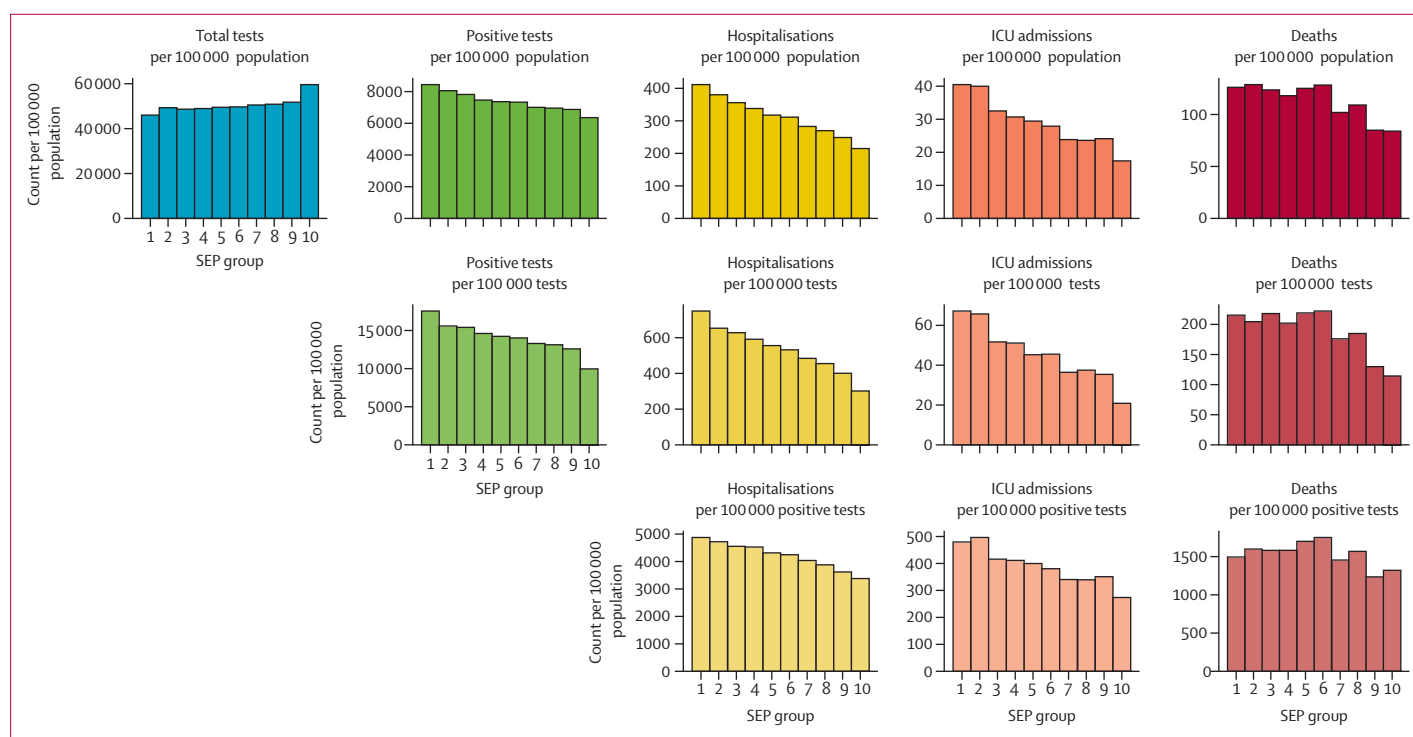 Total tests
per 100 000 population
Positive tests
per 100 000 population
Hospitalisations
per 100 000 population
ICU admissions
per 100 000 population
Deaths
per 100 000 population
Count per 100 000
population
60 000
40 000
20 000
0
1 2 3 4 5 6 7 8 9 10
SEP group
8000
6000
4000
2000
0
400
300
200
100
0
40
30
20
10
0
100
50
0
Positive tests
per 100 000 tests
Hospitalisations
per 100 000 tests
ICU admissions
per 100 000 tests
Deaths
per 100 000 tests
Count per 100 000
population
15 000
10 000
5000
0
1 2 3 4 5 6 7 8 9 10
SEP group
600
400
200
0
60
40
20
0
200
150
100
50
0
Hospitalisations
per 100 000 positive tests
ICU admissions
per 100 000 positive tests
Deaths
per 100 000 positive tests
Count per 100 000
population
5000
4000
3000
2000
1000
0
1 2 3 4 5 6 7 8 9 10
SEP group
500
400
300
200
100
0
1 2 3 4 5 6 7 8 9 10
SEP group
1500
1000
500
0
1 2 3 4 5 6 7 8 9 10
SEP group